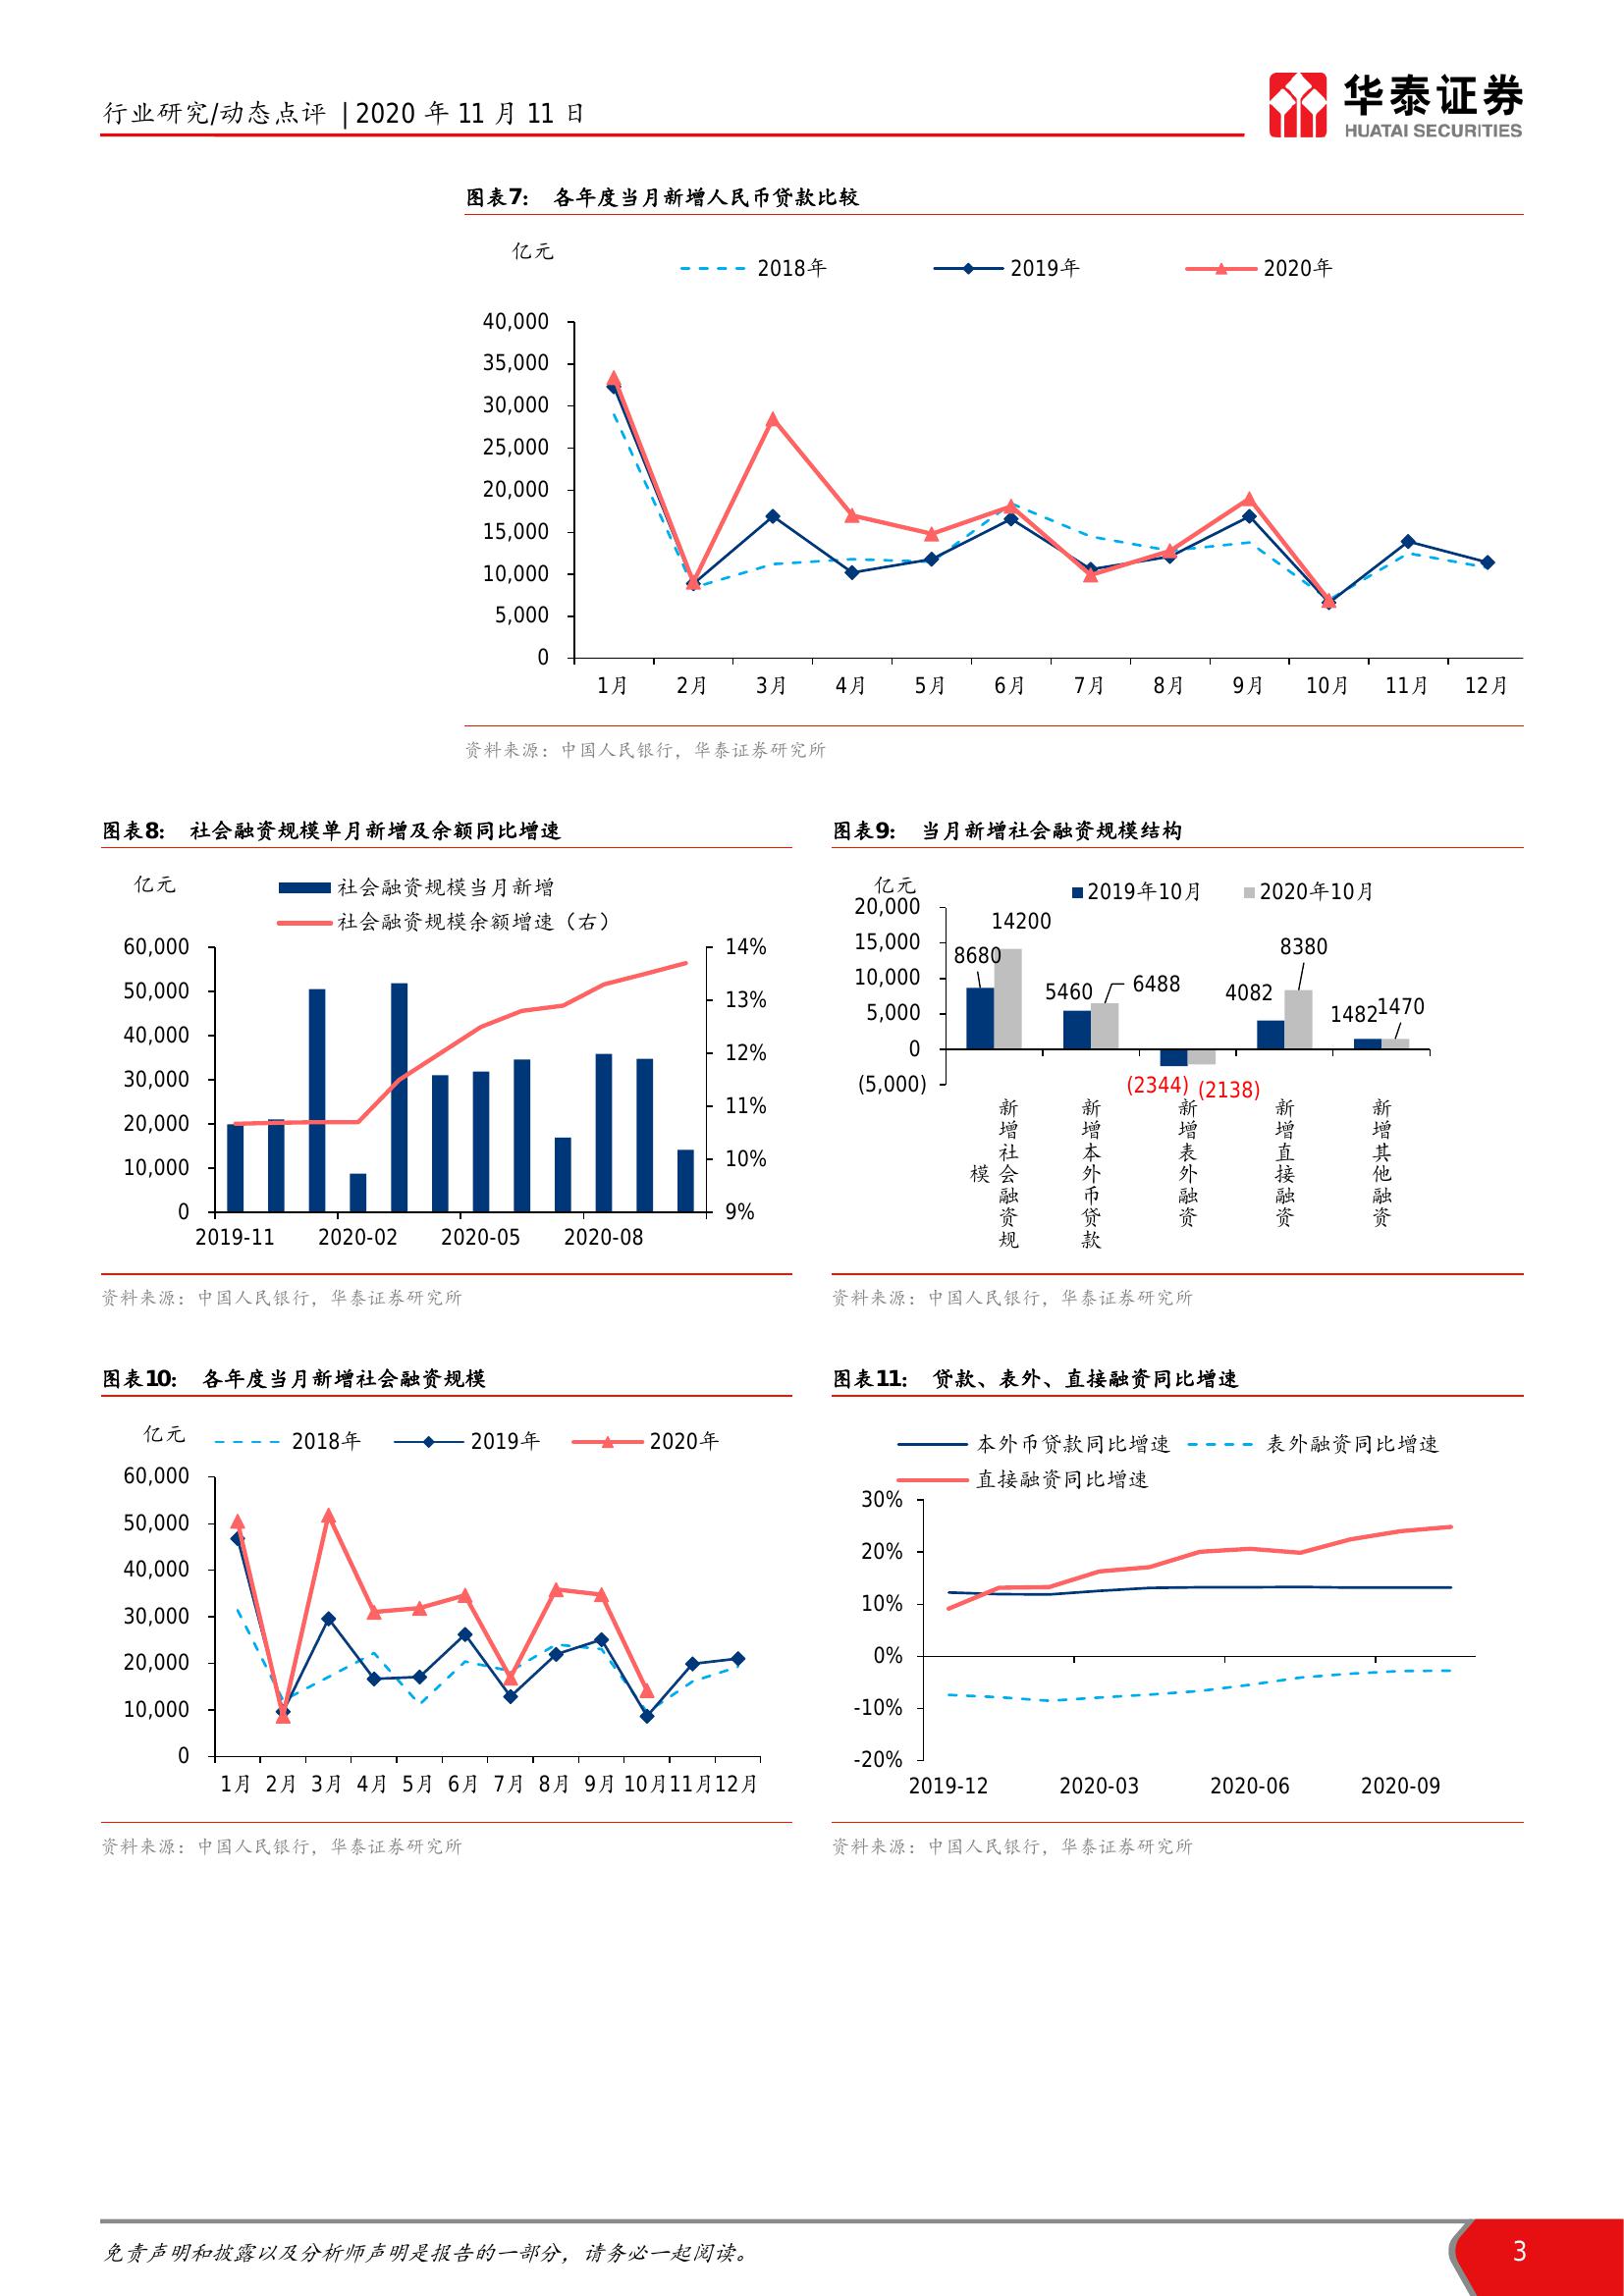 行业研究/动态点评 | 2020 年 11 月 11 日
华泰证券
HUATAI SECURITIES
图表7: 各年度当月新增人民币贷款比较
亿元
2018年 2019年 2020年
40,000
35,000
30,000
25,000
20,000
15,000
10,000
5,000
0
1月 2月 3月 4月 5月 6月 7月 8月 9月 10月 11月 12月
资料来源：中国人民银行，华泰证券研究所
图表8: 社会融资规模单月新增及余额同比增速
亿元
社会融资规模当月新增
社会融资规模余额增速（右）
60,000 14%
50,000 13%
40,000 12%
30,000
20,000 11%
10,000 10%
0 9%
2019-11 2020-02 2020-05 2020-08
资料来源：中国人民银行，华泰证券研究所
图表9: 当月新增社会融资规模结构
亿元
2019年10月 2020年10月
20,000
15,000
10,000
5,000
0
(5,000)
8680 14200
5460 6488
(2344) (2138)
4082 8380
1482 1470
新增社会融资规模
新增本外币贷款
新增表外融资
新增直接融资
新增其他融资
资料来源：中国人民银行，华泰证券研究所
图表10: 各年度当月新增社会融资规模
亿元
2018年 2019年 2020年
60,000
50,000
40,000
30,000
20,000
10,000
0
1月 2月 3月 4月 5月 6月 7月 8月 9月 10月 11月 12月
资料来源：中国人民银行，华泰证券研究所
图表11: 贷款、表外、直接融资同比增速
本外币贷款同比增速 表外融资同比增速
直接融资同比增速
30%
20%
10%
0%
-10%
-20%
2019-12 2020-03 2020-06 2020-09
资料来源：中国人民银行，华泰证券研究所
免责声明和披露以及分析师声明是报告的一部分，请务必一起阅读。
3